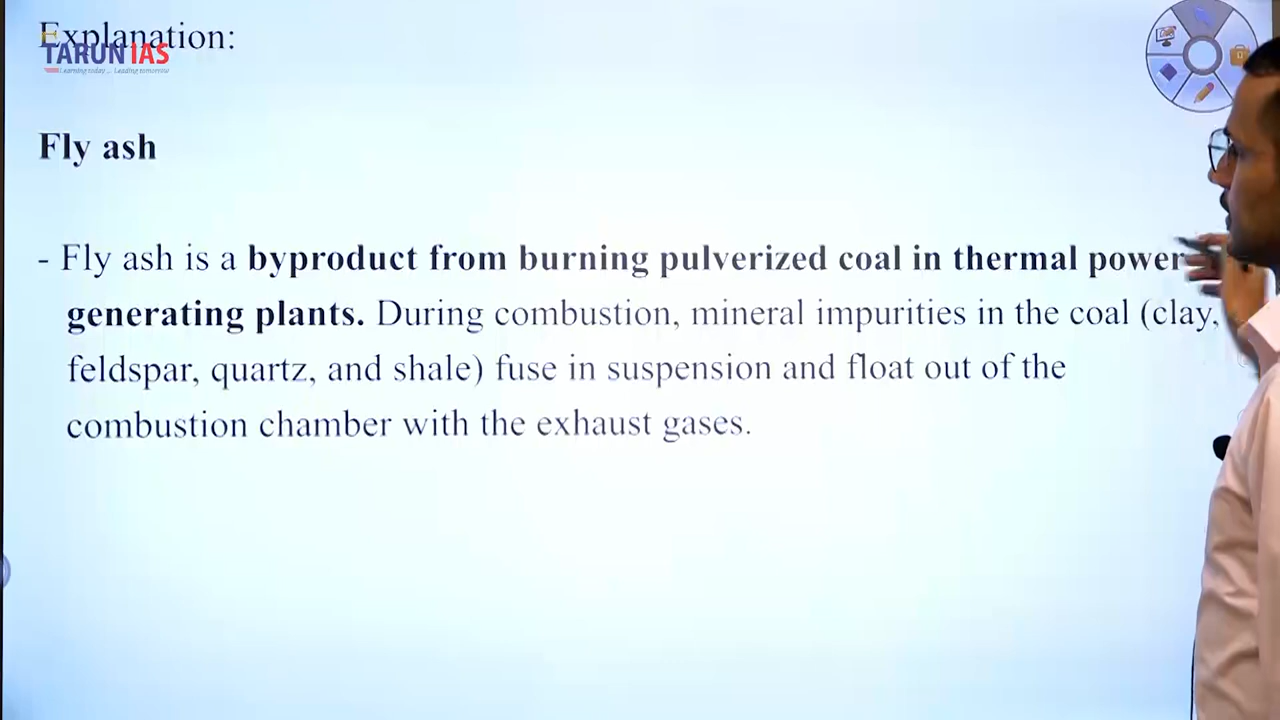 Explanation:
TARUN IAS
Learning today ... Leading tomorrow
Fly ash
- Fly ash is a byproduct from burning pulverized coal in thermal power
generating plants. During combustion, mineral impurities in the coal (clay,
feldspar, quartz, and shale) fuse in suspension and float out of the
combustion chamber with the exhaust gases.